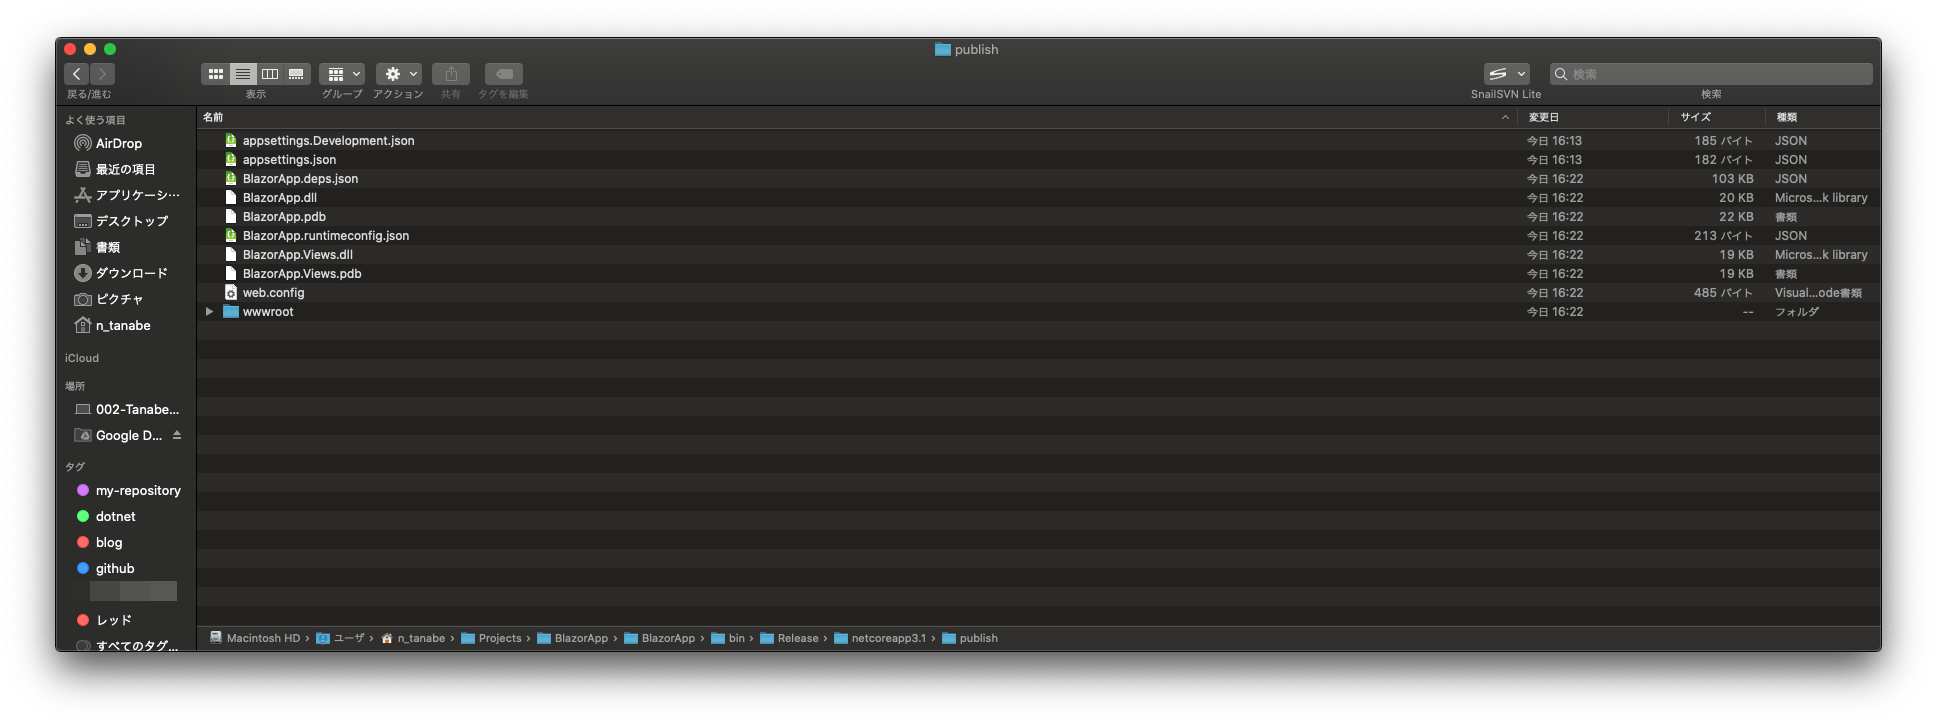 publish
戻る/進む
表示
グループ
アクション
共有
タグを編集
SnailSVN Lite
検索
検索
よく使う項目
AirDrop
最近の項目
アプリケーシ…
デスクトップ
書類
ダウンロード
ピクチャ
n_tanabe
iCloud
場所
002-Tanabe...
Google D...
タグ
my-repository
dotnet
blog
github
レッド
すべてのタグ...
名前 変更日 サイズ 種類
appsettings.Development.json 今日 16:13 185 バイト JSON
appsettings.json 今日 16:13 182 バイト JSON
BlazorApp.deps.json 今日 16:22 103 KB JSON
BlazorApp.dll 今日 16:22 20 KB Micros...k library
BlazorApp.pdb 今日 16:22 22 KB 書類
BlazorApp.runtimeconfig.json 今日 16:22 213 バイト JSON
BlazorApp.Views.dll 今日 16:22 19 KB Micros...k library
BlazorApp.Views.pdb 今日 16:22 19 KB 書類
web.config 今日 16:22 485 バイト Visual...ode書類
wwwroot 今日 16:22 -- フォルダ
Macintosh HD › ユーザ › n_tanabe › Projects › BlazorApp › BlazorApp › bin › Release › netcoreapp3.1 › publish